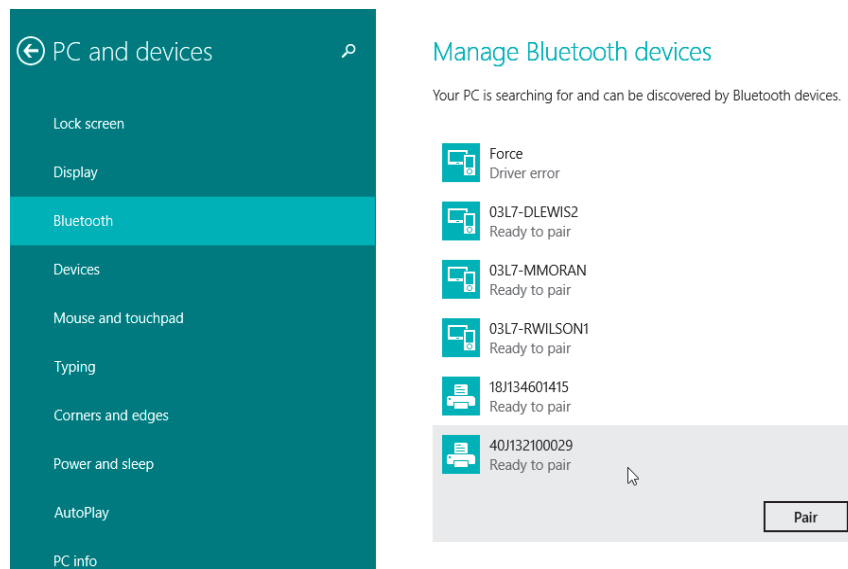 PC and devices
Lock screen
Display
Bluetooth
Devices
Mouse and touchpad
Typing
Corners and edges
Power and sleep
AutoPlay
PC info
Manage Bluetooth devices
Your PC is searching for and can be discovered by Bluetooth devices.
Force
Driver error
03L7-DLEWIS2
Ready to pair
03L7-MMORAN
Ready to pair
03L7-RWILSON1
Ready to pair
18J134601415
Ready to pair
40J132100029
Ready to pair
Pair